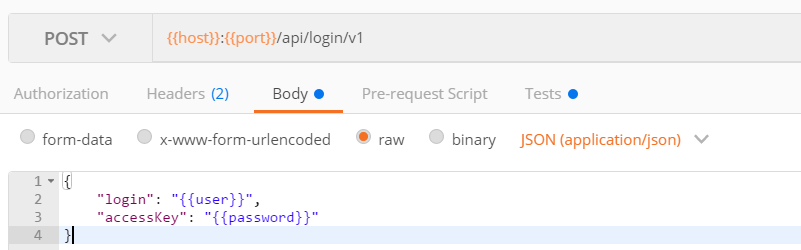 POST {{host}}:{{port}}/api/login/v1
Authorization Headers (2) Body Pre-request Script Tests
form-data x-www-form-urlencoded raw binary JSON (application/json)
1 {
2 "login": "{{user}}",
3 "accessKey": "{{password}}"
4 }